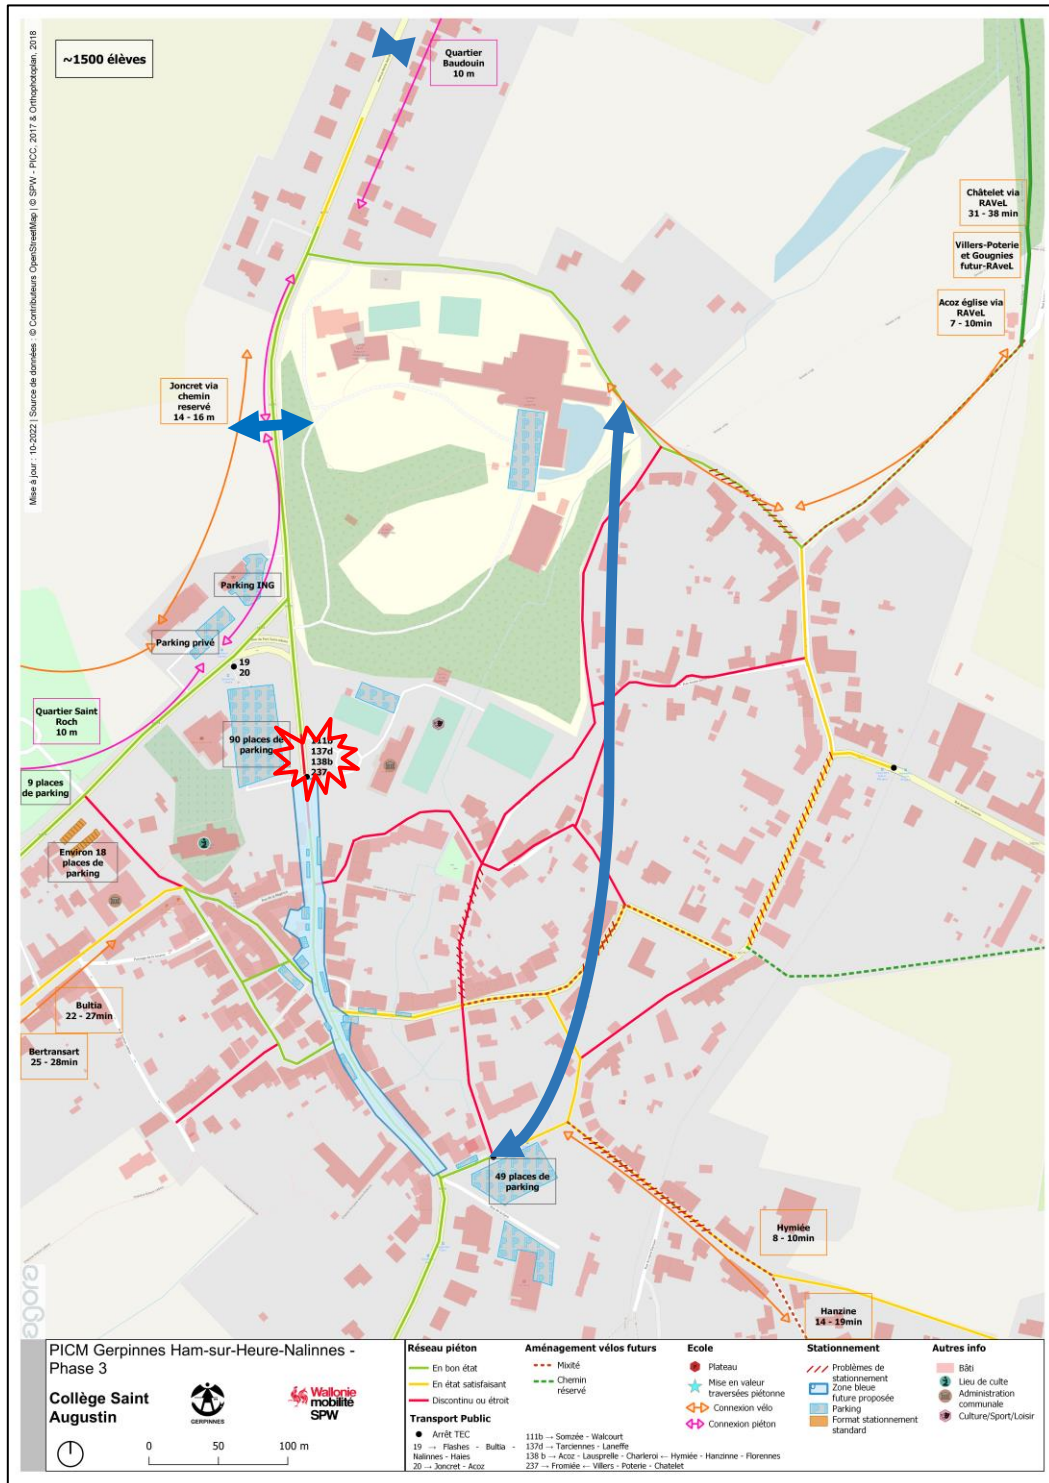 ~1500 élèves
Mise à jour : 10-2022 | Source de données : © Contributeurs OpenStreetMap | © SPW - PICC, 2017 & Orthophotoplan, 2018
Quartier
Baudouin
10 m
Châtelet via
RAVeL
31 - 38 min
Villers-Poterie
et Gougnies
futur-RAveL
Acoz église via
RAVeL
7 - 10min
Joncret via
chemin
reservé
14 - 16 m
Parking ING
Parking privé
19
20
Quartier Saint
Roch
10 m
90 places de
parking
111b
137d
138b
237
9 places
de parking
Environ 18
places de
parking
Bultia
22 - 27min
Bertransart
25 - 28min
49 places de
parking
Hymiée
8 - 10min
Hanzine
14 - 19min
agora
PICM Gerpinnes Ham-sur-Heure-Nalinnes -
Phase 3
Collège Saint
Augustin
GERPINNES
Wallonie
mobilité
SPW
0 50 100 m
Réseau piéton
En bon état
En état satisfaisant
Discontinu ou étroit
Transport Public
Arrêt TEC
19 → Flashes - Bultia -
Nalinnes - Haies
20 → Joncret - Acoz
Aménagement vélos futurs
Mixité
Chemin
réservé
111b → Somzée - Walcourt
137d → Tarciennes - Laneffe
138 b → Acoz - Lausprelle - Charleroi ← Hymiée - Hanzinne - Florennes
237 → Fromiée ← Villers - Poterie - Chatelet
Ecole
Plateau
Mise en valeur
traversées piétonne
Connexion vélo
Connexion piéton
Stationnement
Problèmes de
stationnement
Zone bleue
future proposée
Parking
Format stationnement
standard
Autres info
Bâti
Lieu de culte
Administration
communale
Culture/Sport/Loisir